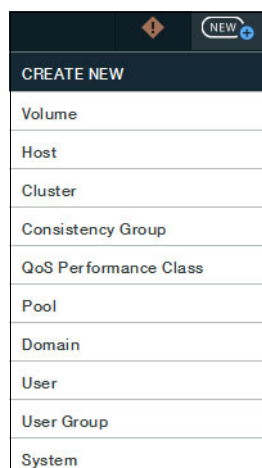 NEW
CREATE NEW
Volume
Host
Cluster
Consistency Group
QoS Performance Class
Pool
Domain
User
User Group
System